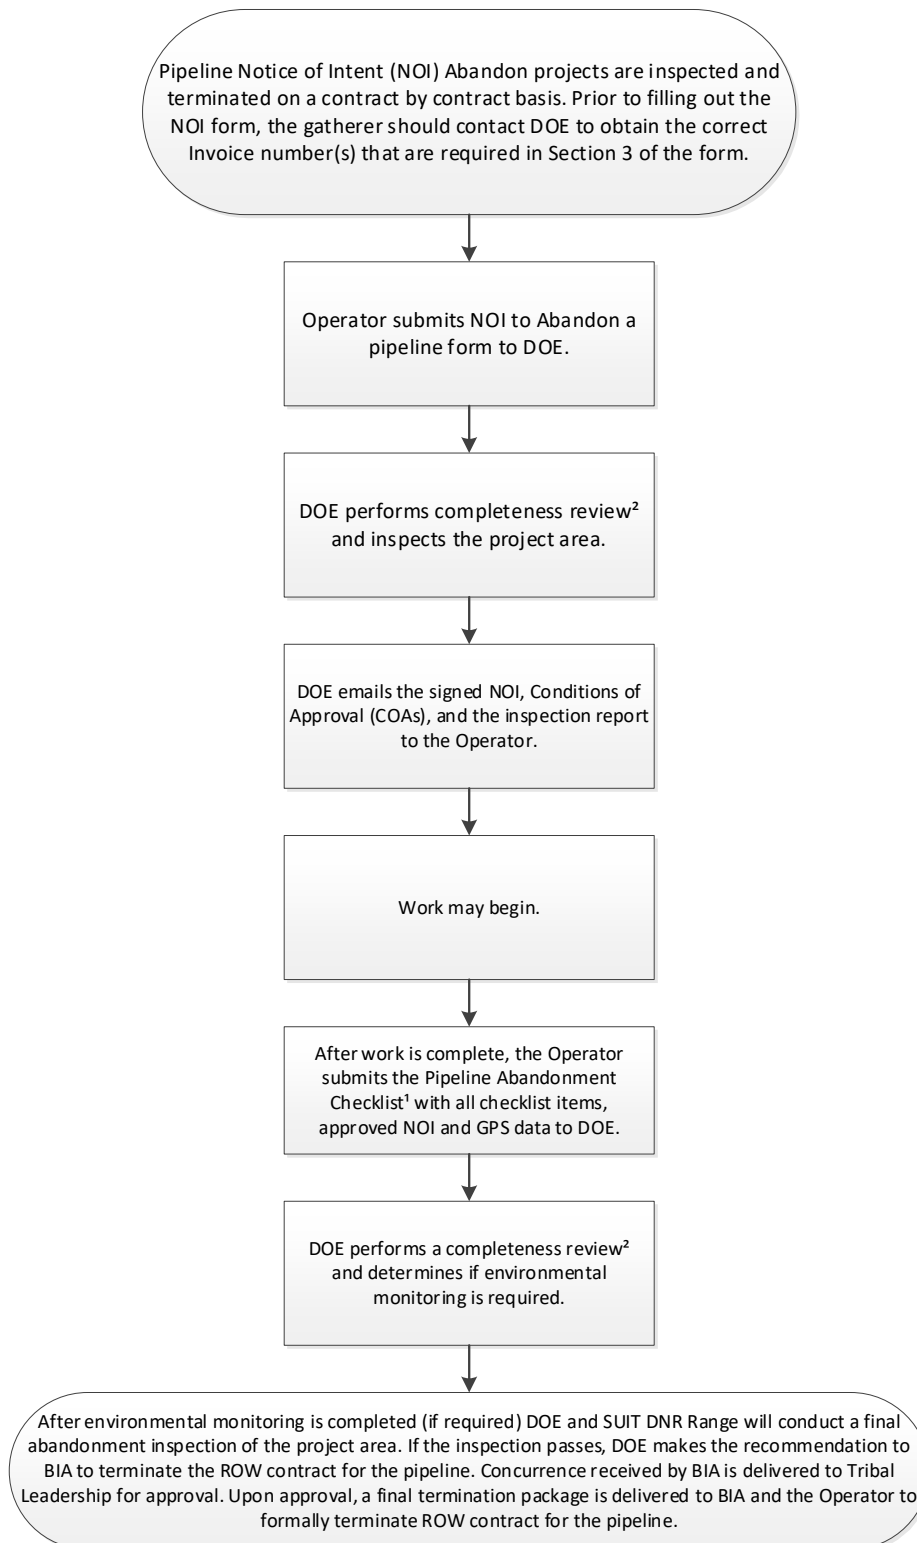 Pipeline Notice of Intent (NOI) Abandon projects are inspected and
terminated on a contract by contract basis. Prior to filling out the
NOI form, the gatherer should contact DOE to obtain the correct
Invoice number(s) that are required in Section 3 of the form.
Operator submits NOI to Abandon a
pipeline form to DOE.
DOE performs completeness review²
and inspects the project area.
DOE emails the signed NOI, Conditions of
Approval (COAs), and the inspection report
to the Operator.
Work may begin.
After work is complete, the Operator
submits the Pipeline Abandonment
Checklist¹ with all checklist items,
approved NOI and GPS data to DOE.
DOE performs a completeness review²
and determines if environmental
monitoring is required.
After environmental monitoring is completed (if required) DOE and SUIT DNR Range will conduct a final
abandonment inspection of the project area. If the inspection passes, DOE makes the recommendation to
BIA to terminate the ROW contract for the pipeline. Concurrence received by BIA is delivered to Tribal
Leadership for approval. Upon approval, a final termination package is delivered to BIA and the Operator to
formally terminate ROW contract for the pipeline.